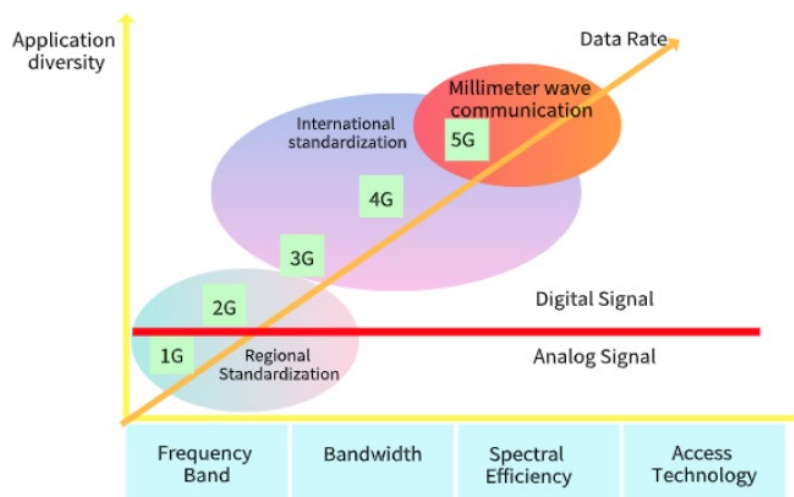 Application
diversity
Data Rate
Millimeter wave
communication
International
standardization
5G
4G
3G
2G
Digital Signal
1G
Regional
Standardization
Analog Signal
Frequency
Band
Bandwidth
Spectral
Efficiency
Access
Technology